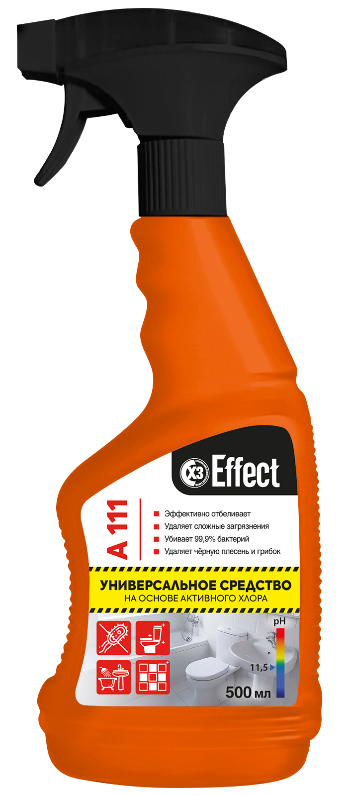 X3 Effect
A 111
Эффективно отбеливает
Удаляет сложные загрязнения
Убивает 99,9% бактерий
Удаляет чёрную плесень и грибок
УНИВЕРСАЛЬНОЕ СРЕДСТВО
НА ОСНОВЕ АКТИВНОГО ХЛОРА
pH
11,5
500 мл